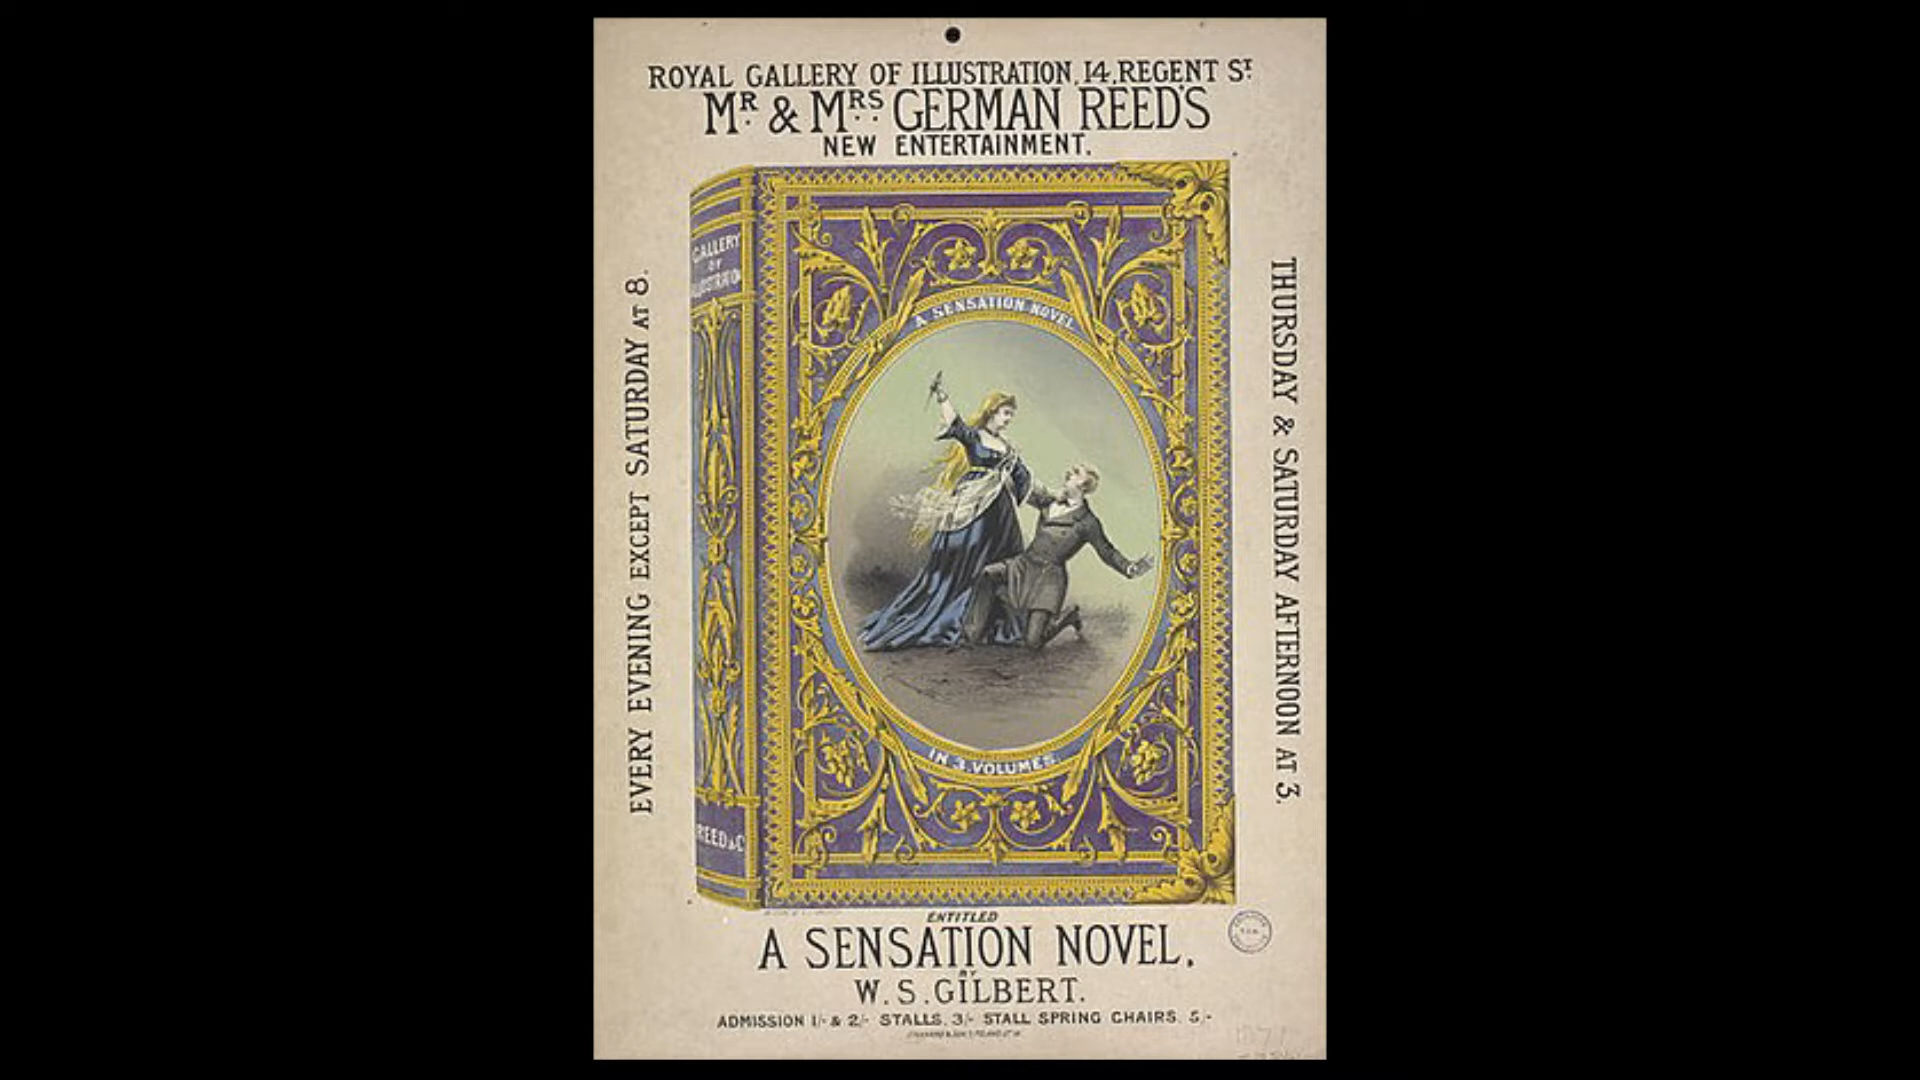 ROYAL GALLERY OF ILLUSTRATION, 14, REGENT ST.
MR. & MRS. GERMAN REED'S
NEW ENTERTAINMENT.
EVERY EVENING EXCEPT SATURDAY AT 8.
GALLERY
OF
ILLUSTRATION
REED & C
A SENSATION NOVEL
IN 3. VOLUMES.
THURSDAY & SATURDAY AFTERNOON AT 3.
ENTITLED
A SENSATION NOVEL,
BY
W. S. GILBERT.
ADMISSION 1/- & 2/- STALLS, 3/- STALL SPRING CHAIRS. 5/-